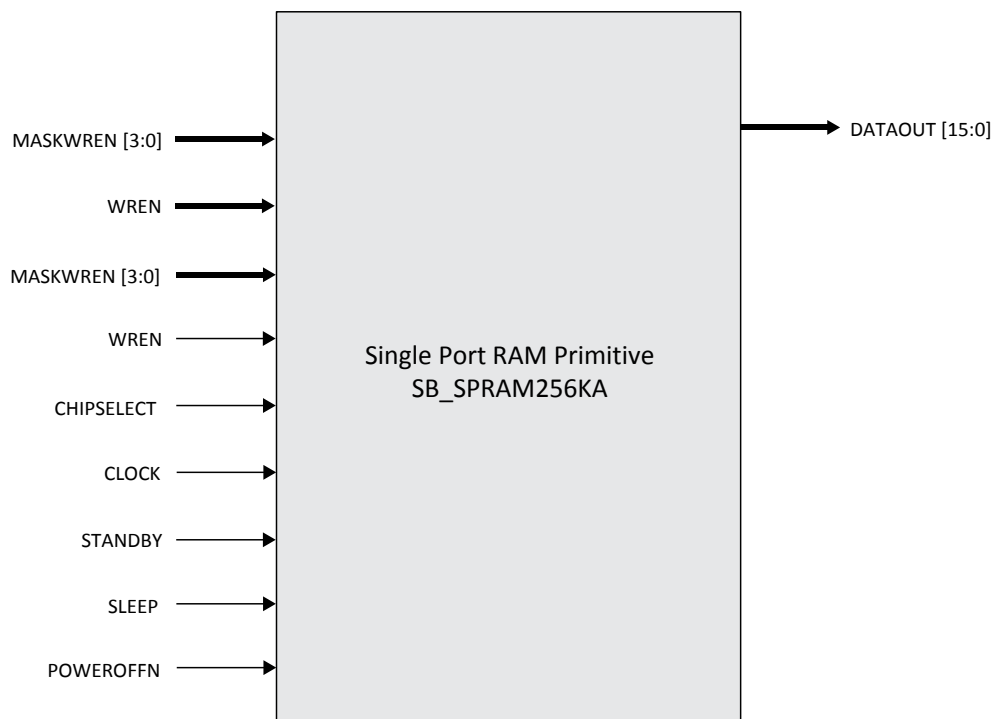 MASKWREN [3:0]
DATAOUT [15:0]
WREN
MASKWREN [3:0]
WREN
Single Port RAM Primitive
SB_SPRAM256KA
CHIPSELECT
CLOCK
STANDBY
SLEEP
POWEROFFN